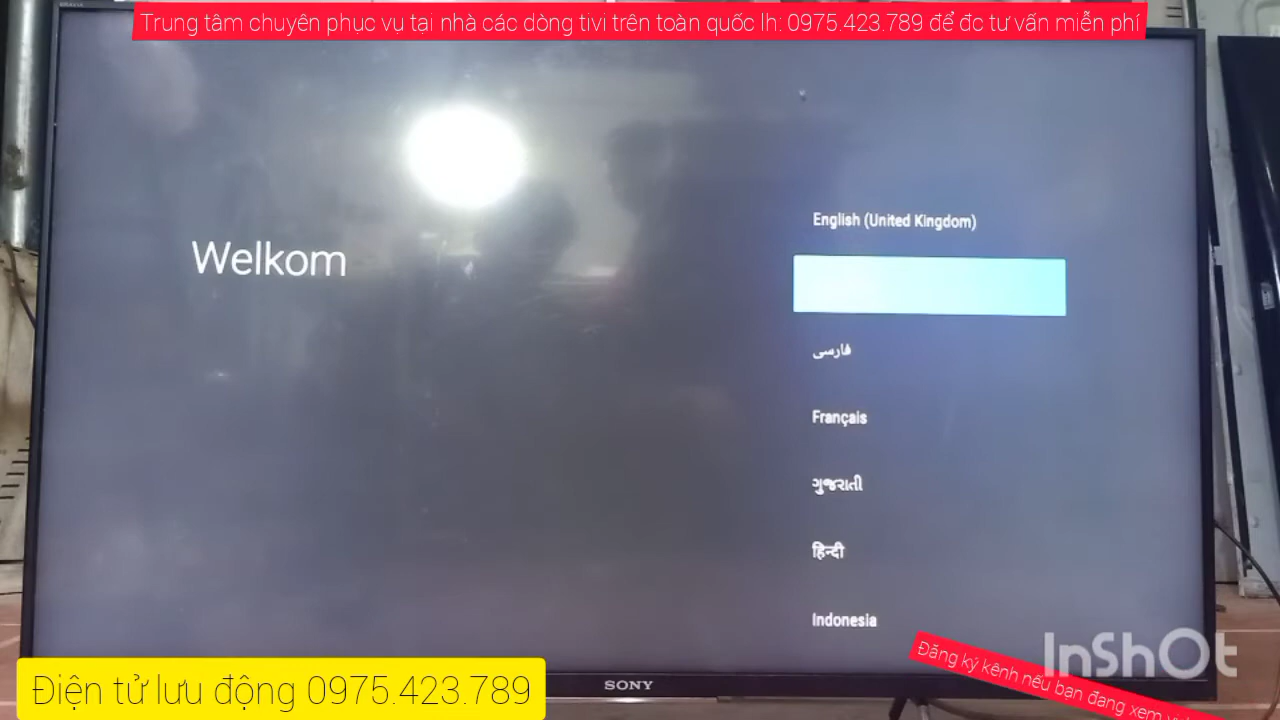 BRAVIA
Trung tâm chuyên phục vụ tại nhà các dòng tivi trên toàn quốc lh: 0975.423.789 để đc tư vấn miễn phí
Welkom
English (United Kingdom)
فارسی
Français
ગુજરાતી
हिन्दी
Indonesia
SONY
Điện tử lưu động 0975.423.789
Đăng ký kênh nếu bạn đang xem
InShOt